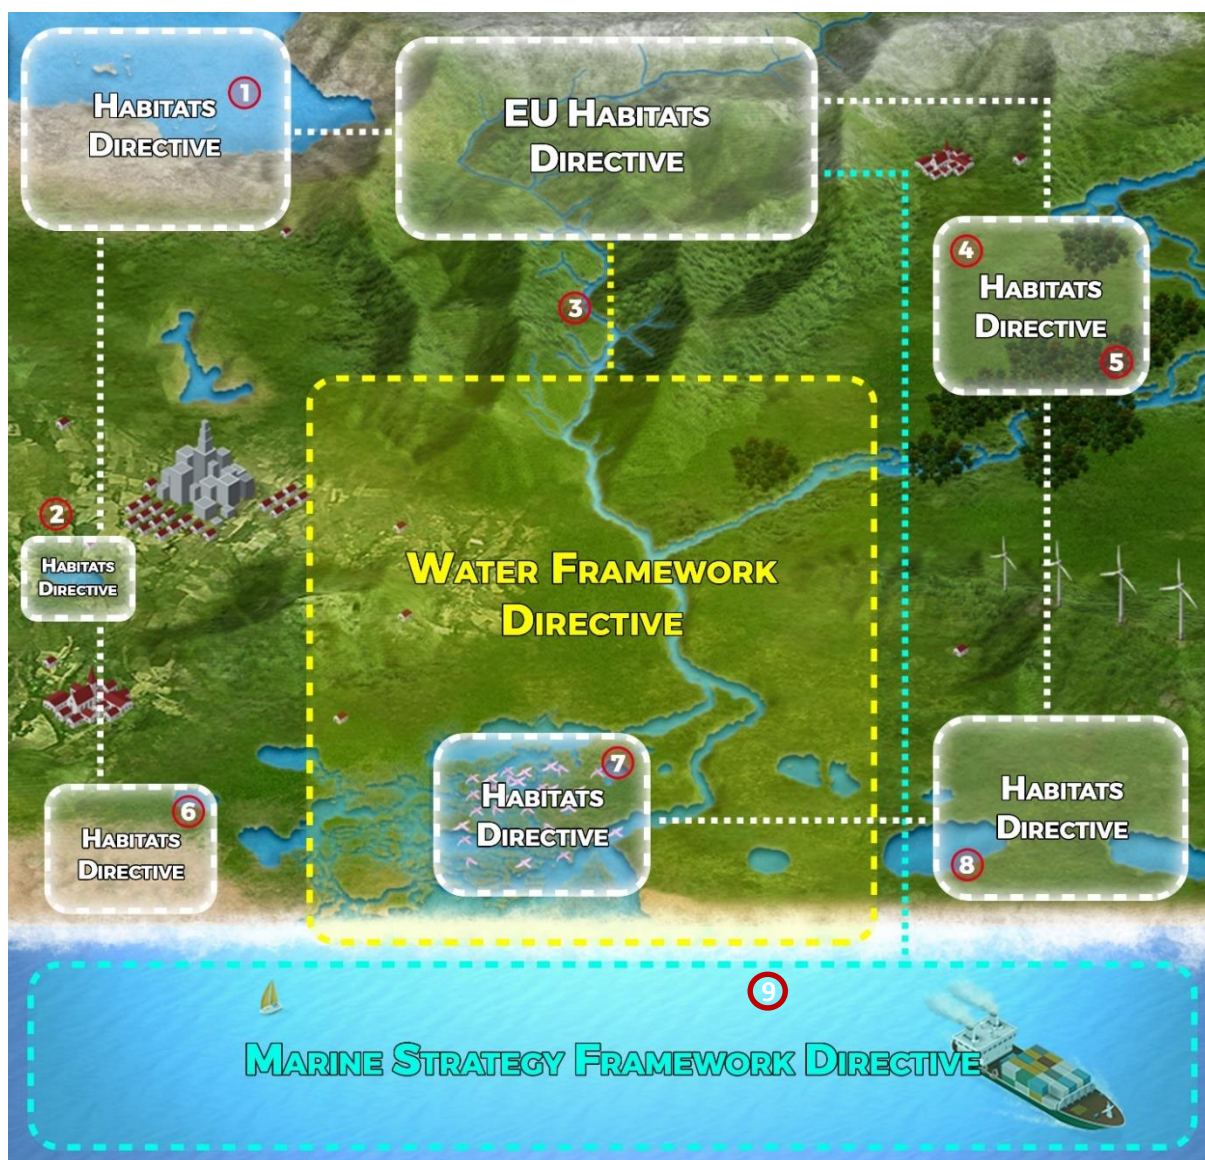 HABITATS
DIRECTIVE
1
EU HABITATS
DIRECTIVE
4
HABITATS
DIRECTIVE
5
3
2
HABITATS
DIRECTIVE
WATER FRAMEWORK
DIRECTIVE
6
HABITATS
DIRECTIVE
7
HABITATS
DIRECTIVE
HABITATS
DIRECTIVE
8
9
MARINE STRATEGY FRAMEWORK DIRECTIVE